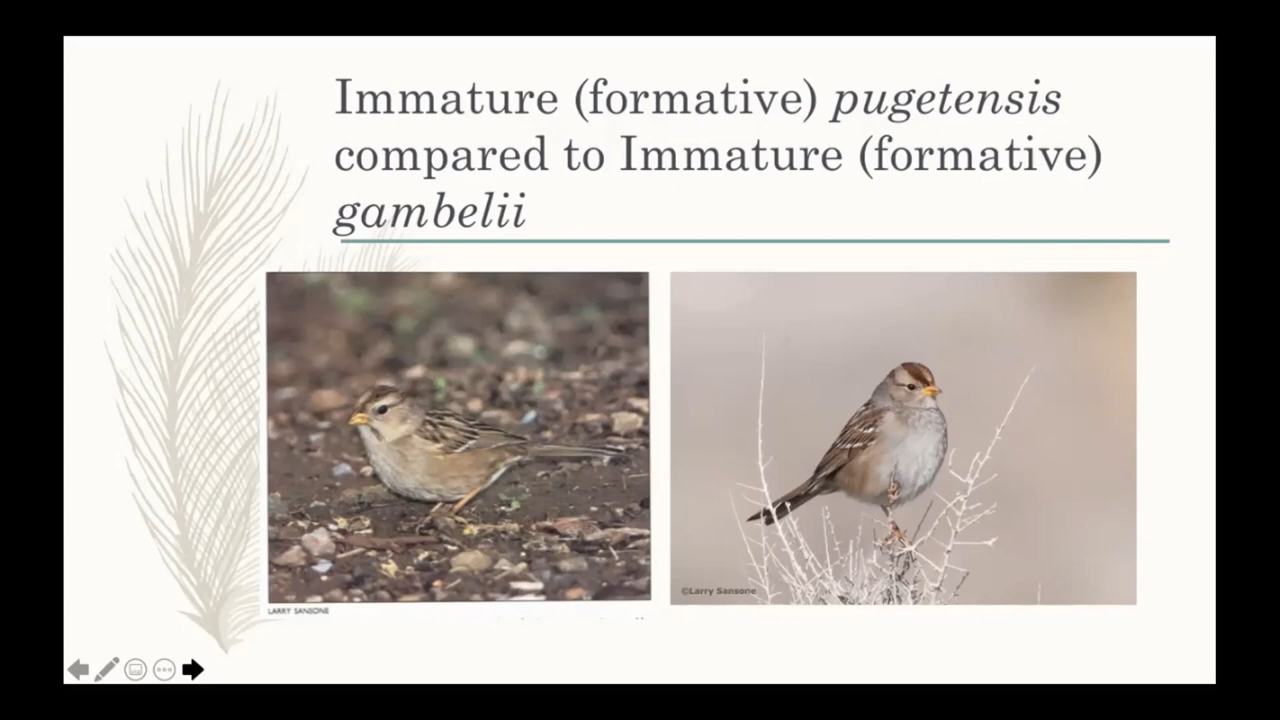 Immature (formative) pugetensis
compared to Immature (formative)
gambelii
©Larry Sansone
LARRY SANSONE